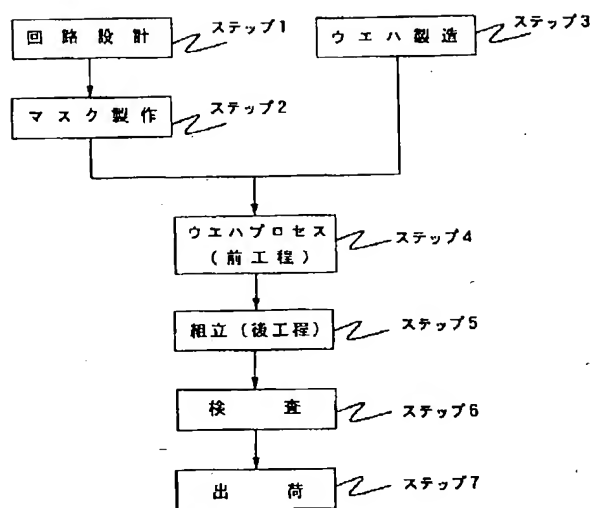 回路設計
ステップ1
ウエハ製造
ステップ3
マスク製作
ステップ2
ウエハプロセス
(前工程)
ステップ4
組立(後工程)
ステップ5
検査
ステップ6
出荷
ステップ7